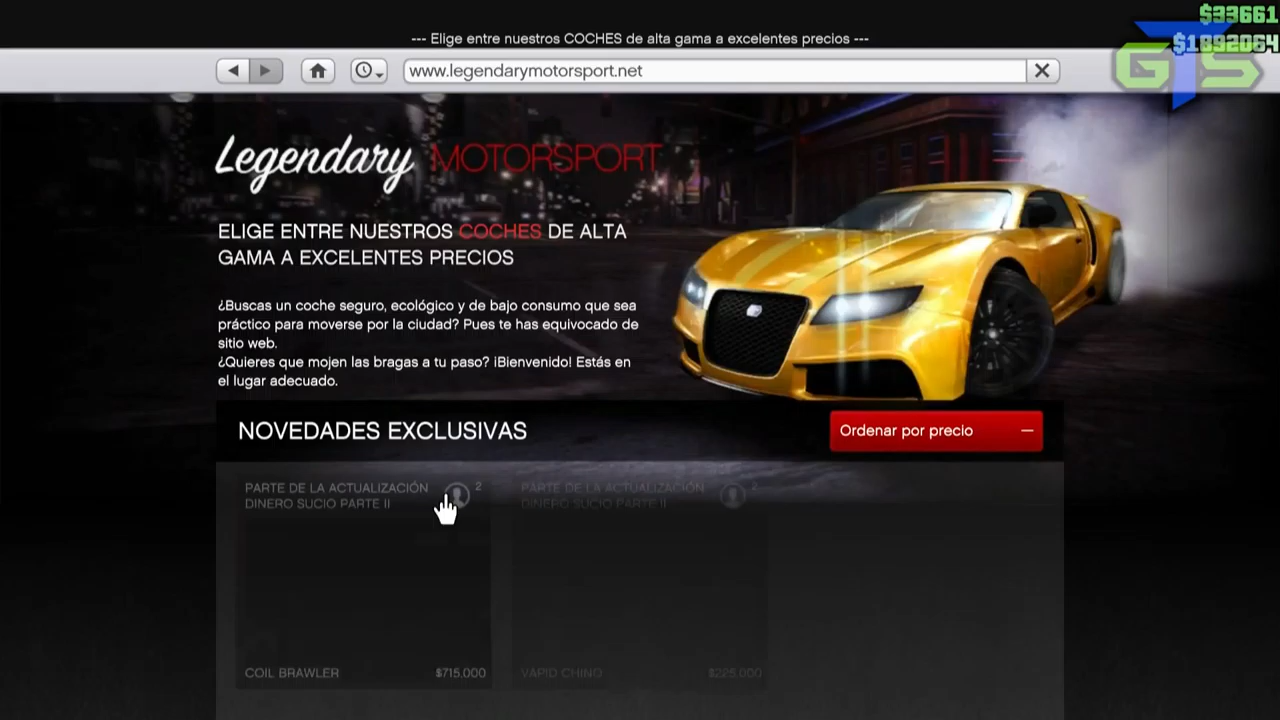 $33661
--- Elige entre nuestros COCHES de alta gama a excelentes precios ---
$1892064
GTS
www.legendarymotorsport.net
Legendary MOTORSPORT
ELIGE ENTRE NUESTROS COCHES DE ALTA
GAMA A EXCELENTES PRECIOS
¿Buscas un coche seguro, ecológico y de bajo consumo que sea
práctico para moverse por la ciudad? Pues te has equivocado de
sitio web.
¿Quieres que mojen las bragas a tu paso? ¡Bienvenido! Estás en
el lugar adecuado.
NOVEDADES EXCLUSIVAS
Ordenar por precio
PARTE DE LA ACTUALIZACIÓN 2
DINERO SUCIO PARTE II
PARTE DE LA ACTUALIZACIÓN 2
DINERO SUCIO PARTE II
COIL BRAWLER $715.000
VAPID CHINO $225.000